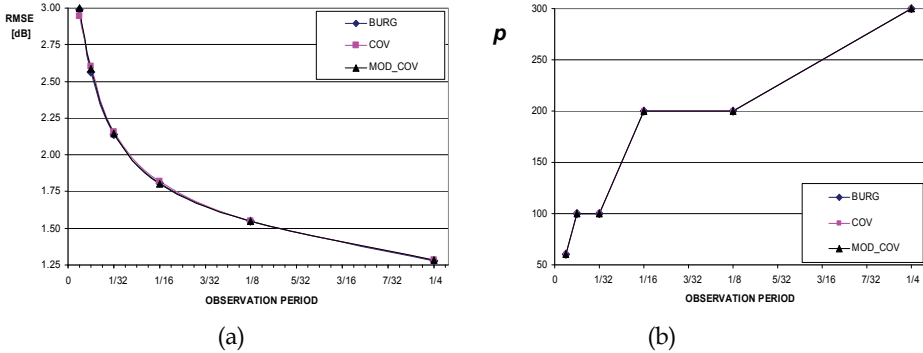 RMSE
[dB]
3.00
2.75
2.50
2.25
2.00
1.75
1.50
1.25
BURG
COV
MOD_COV
0 1/32 1/16 3/32 1/8 5/32 3/16 7/32 1/4
OBSERVATION PERIOD
(a)
p
300
250
200
150
100
50
BURG
COV
MOD_COV
0 1/32 1/16 3/32 1/8 5/32 3/16 7/32 1/4
OBSERVATION PERIOD
(b)